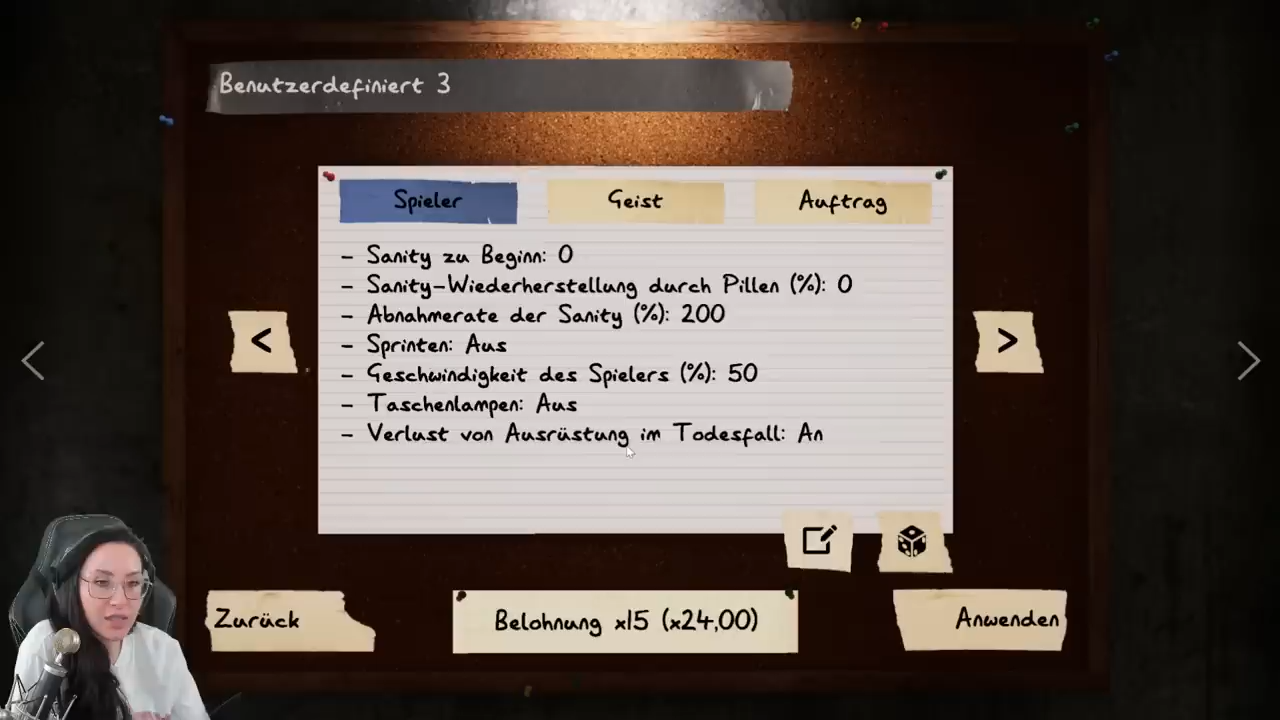 Benutzerdefiniert 3
Spieler
Geist
Auftrag
- Sanity zu Beginn: 0
- Sanity-Wiederherstellung durch Pillen (%): 0
- Abnahmerate der Sanity (%): 200
- Sprinten: Aus
- Geschwindigkeit des Spielers (%): 50
- Taschenlampen: Aus
- Verlust von Ausrüstung im Todesfall: An
<
>
Zurück
Belohnung x15 (x24,00)
Anwenden